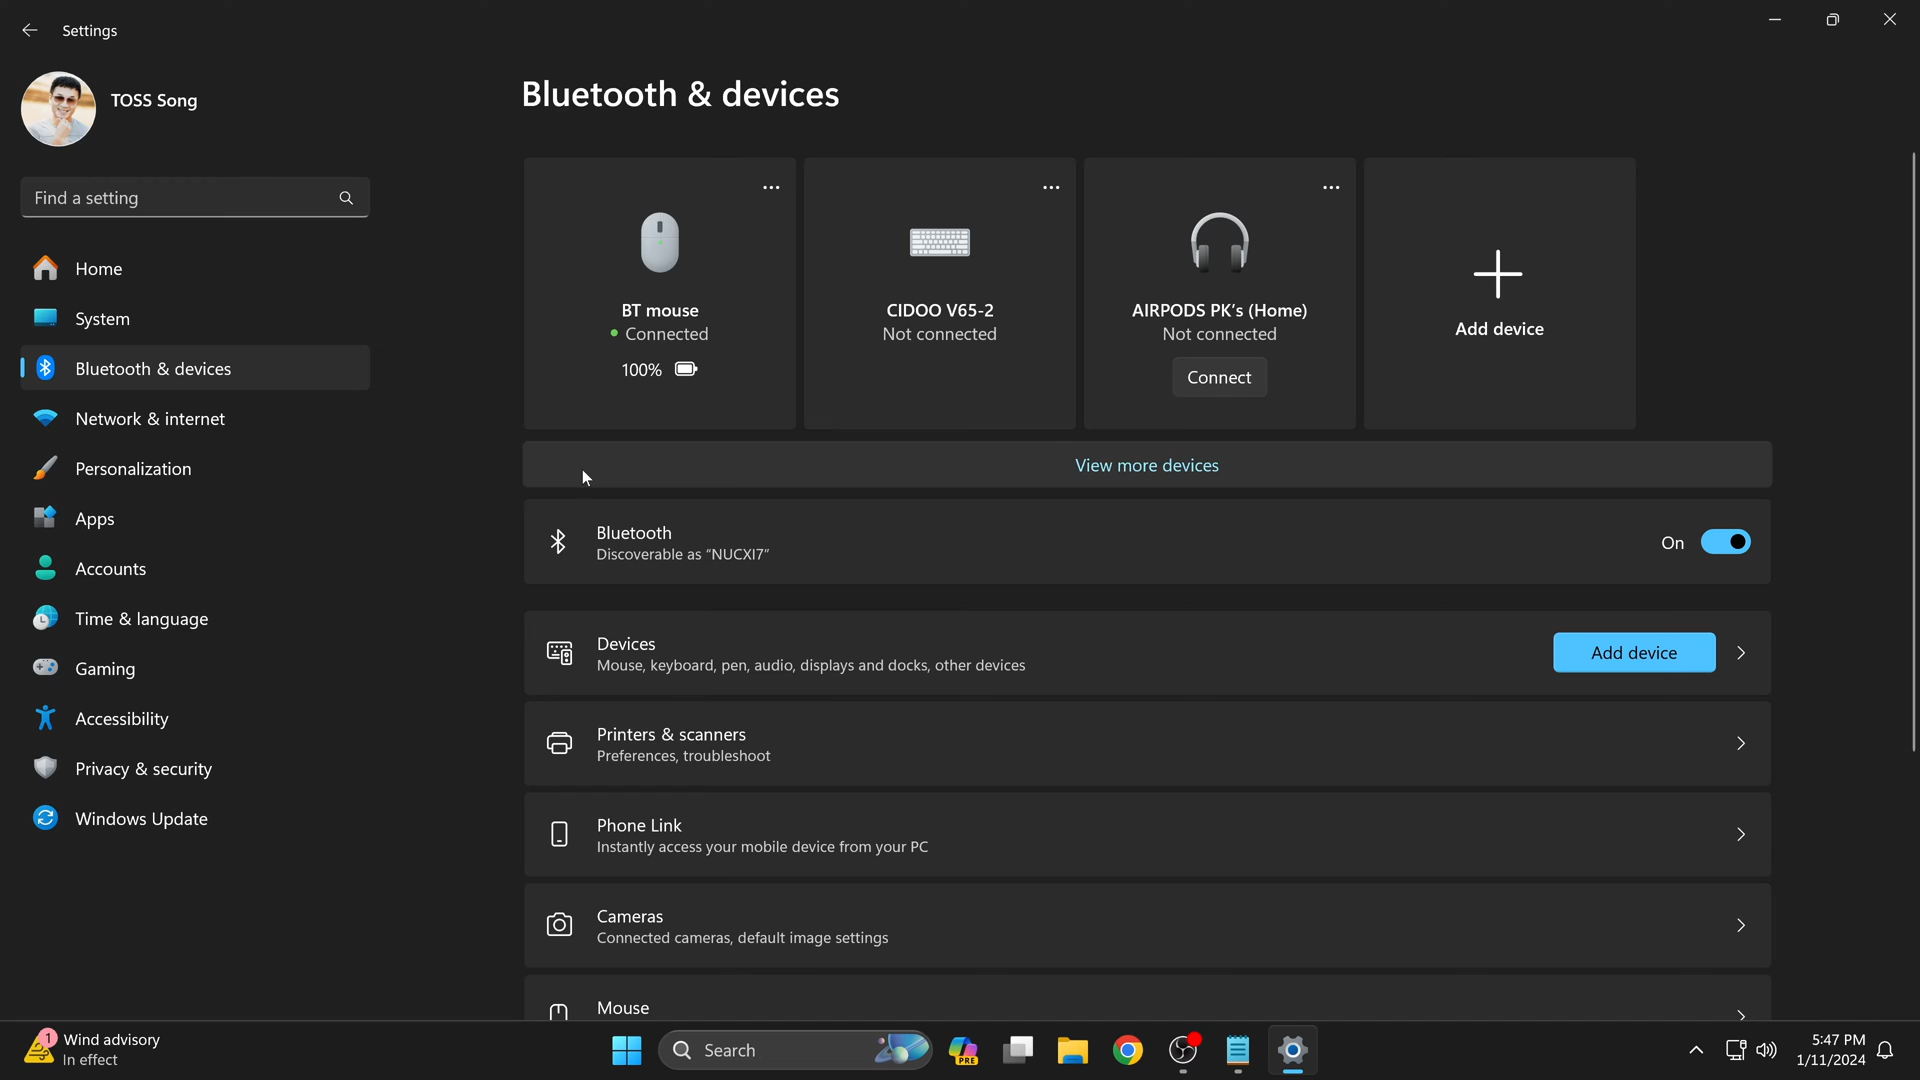 Settings
TOSS Song
Find a setting
Home
System
Bluetooth & devices
Network & internet
Personalization
Apps
Accounts
Time & language
Gaming
Accessibility
Privacy & security
Windows Update
Bluetooth & devices
BT mouse
Connected
100%
CIDOO V65-2
Not connected
AIRPODS PK's (Home)
Not connected
Connect
Add device
View more devices
Bluetooth
Discoverable as "NUCXI7"
On
Devices
Mouse, keyboard, pen, audio, displays and docks, other devices
Add device
Printers & scanners
Preferences, troubleshoot
Phone Link
Instantly access your mobile device from your PC
Cameras
Connected cameras, default image settings
Mouse
1
Wind advisory
In effect
Search
PRE
5:47 PM
1/11/2024